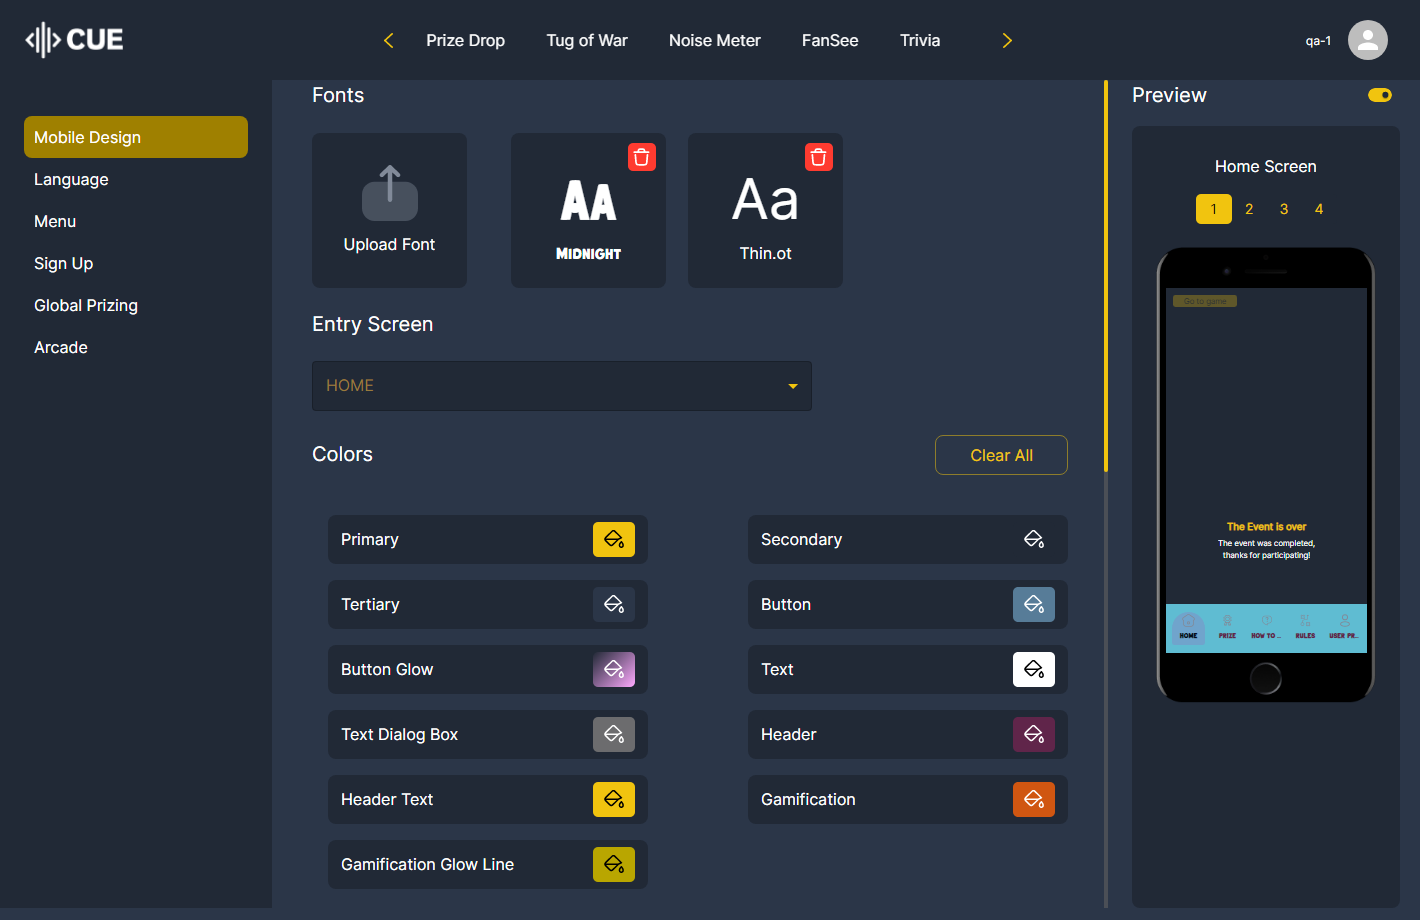 CUE
Prize Drop
Tug of War
Noise Meter
FanSee
Trivia
qa-1
Mobile Design
Language
Menu
Sign Up
Global Prizing
Arcade
Fonts
Upload Font
Aa
Midnight
Aa
Thin.ot
Entry Screen
HOME
Colors
Clear All
Primary
Secondary
Tertiary
Button
Button Glow
Text
Text Dialog Box
Header
Header Text
Gamification
Gamification Glow Line
Preview
Home Screen
1 2 3 4
Go to game
The Event is over
The event was completed,
thanks for participating!
HOME
PRIZE
HOW TO ...
RULES
USER PR...